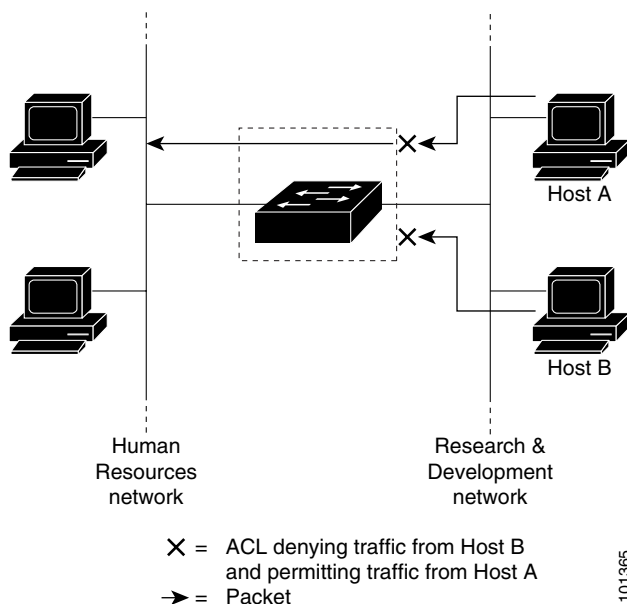 Host A
Host B
Human
Resources
network
Research &
Development
network
X = ACL denying traffic from Host B
and permitting traffic from Host A
= Packet
101365